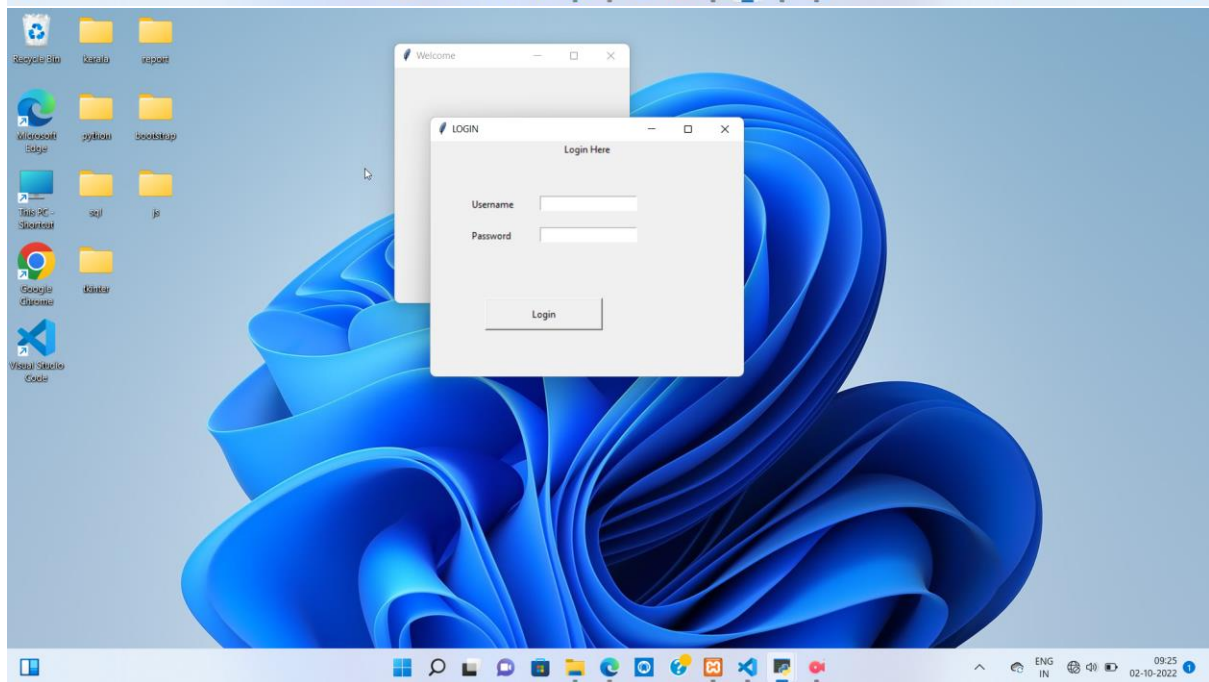 Recycle Bin
kerala
report
Welcome
LOGIN
Login Here
Microsoft
Edge
python
bootstrap
Username
Password
This PC -
Shortcut
sql
js
Google
Chrome
tkinter
Login
Visual Studio
Code
ENG
IN
09:25
02-10-2022
1